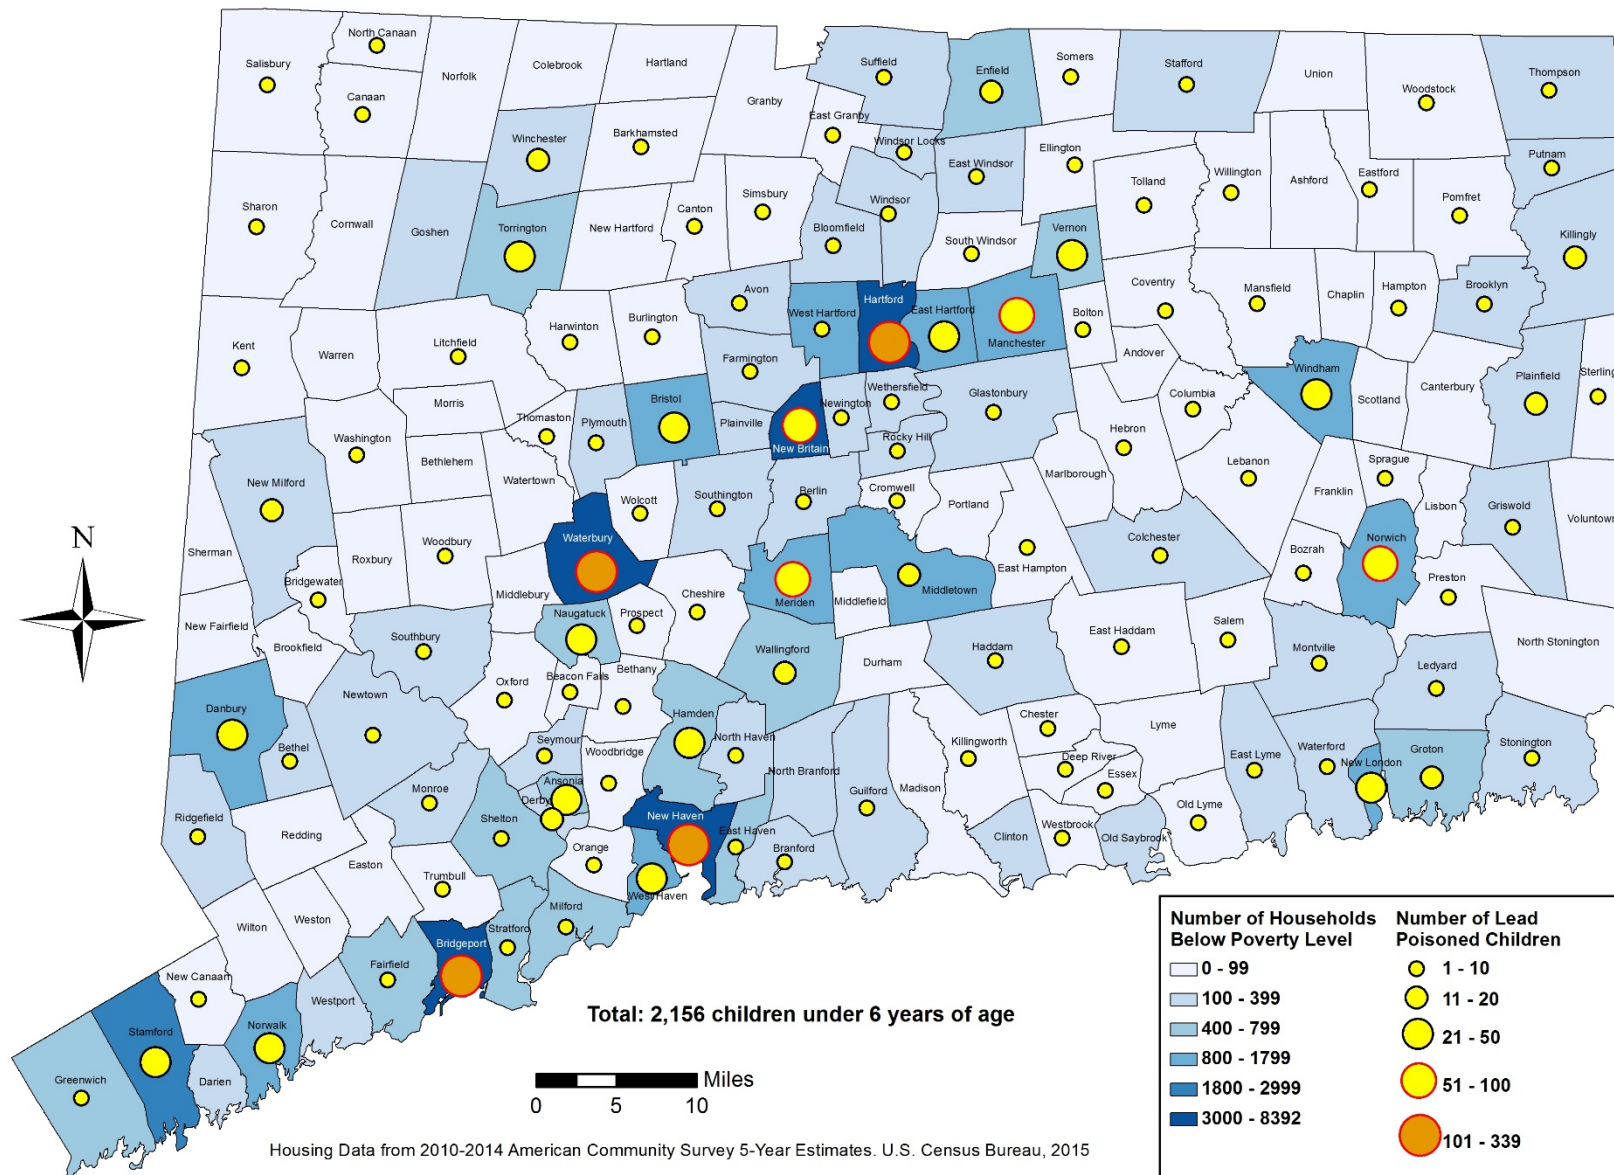 North Canaan
Salisbury
Canaan
Norfolk
Colebrook
Hartland
Granby
Suffield
Enfield
Somers
Stafford
Union
Woodstock
Thompson
Winchester
Barkhamsted
East Granby
Windsor Locks
East Windsor
Ellington
Tolland
Willington
Ashford
Eastford
Pomfret
Putnam
Killingly
Sharon
Cornwall
Goshen
Torrington
New Hartford
Canton
Simsbury
Bloomfield
Windsor
South Windsor
Vernon
Coventry
Mansfield
Chaplin
Hampton
Brooklyn
Kent
Warren
Litchfield
Harwinton
Burlington
Avon
Farmington
West Hartford
Hartford
East Hartford
Manchester
Bolton
Andover
Columbia
Windham
Scotland
Canterbury
Plainfield
Sterling
Morris
Washington
Bethlehem
Thomaston
Plymouth
Bristol
Plainville
New Britain
Newington
Wethersfield
Rocky Hill
Glastonbury
Hebron
Marlborough
Lebanon
Franklin
Sprague
Lisbon
Griswold
Voluntown
New Milford
Watertown
Wolcott
Southington
Berlin
Cromwell
Portland
N
Sherman
Roxbury
Woodbury
Waterbury
Bridgewater
Middlebury
Naugatuck
Prospect
Cheshire
Meriden
Middlefield
Middletown
East Hampton
Colchester
Bozrah
Norwich
Preston
New Fairfield
Brookfield
Southbury
Oxford
Beacon Falls
Bethany
Wallingford
Durham
Haddam
East Haddam
Salem
Montville
Ledyard
North Stonington
Danbury
Bethel
Newtown
Seymour
Woodbridge
Hamden
North Haven
North Branford
Killingworth
Chester
Deep River
Essex
Lyme
East Lyme
Waterford
New London
Groton
Stonington
Ridgefield
Redding
Monroe
Shelton
Ansonia
Derby
Orange
New Haven
East Haven
Branford
Guilford
Madison
Clinton
Westbrook
Old Saybrook
Old Lyme
Easton
Trumbull
West Haven
Milford
Stratford
Bridgeport
Fairfield
Weston
Wilton
New Canaan
Westport
Norwalk
Darien
Stamford
Greenwich
Total: 2,156 children under 6 years of age
Miles
0 5 10
Housing Data from 2010-2014 American Community Survey 5-Year Estimates. U.S. Census Bureau, 2015
Number of Households
Below Poverty Level
0 - 99
100 - 399
400 - 799
800 - 1799
1800 - 2999
3000 - 8392
Number of Lead
Poisoned Children
1 - 10
11 - 20
21 - 50
51 - 100
101 - 339